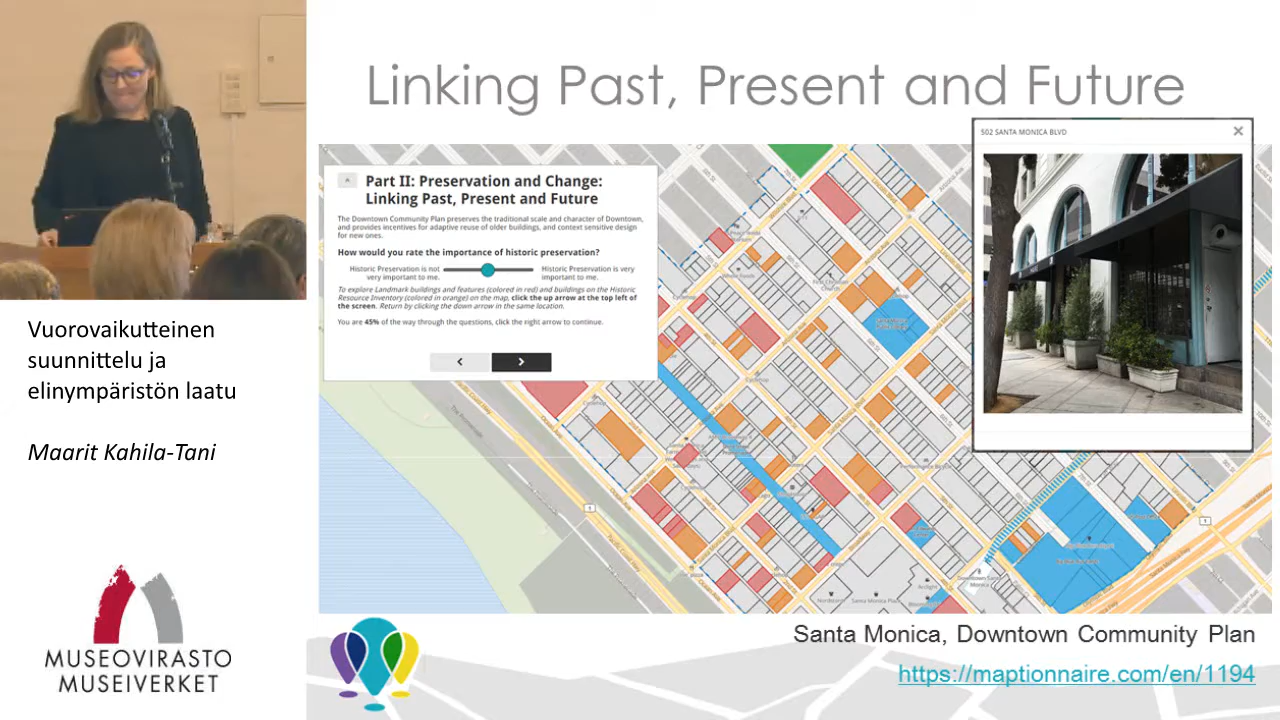 Linking Past, Present and Future
502 SANTA MONICA BLVD
Part II: Preservation and Change:
Linking Past, Present and Future
The Downtown Community Plan preserves the traditional scale and character of Downtown,
and provides incentives for adaptive reuse of older buildings, and context sensitive design
for new ones.
How would you rate the importance of historic preservation?
Historic Preservation is not
very important to me.
Historic Preservation is very
important to me.
To explore Landmark buildings and features (colored in red) and buildings on the Historic
Resource Inventory (colored in orange) on the map, click the up arrow at the top left of
the screen. Return by clicking the down arrow in the same location.
You are 45% of the way through the questions, click the right arrow to continue.
Vuorovaikutteinen
suunnittelu ja
elinympäristön laatu
Maarit Kahila-Tani
MUSEOVIRASTO
MUSEIVERKET
Santa Monica, Downtown Community Plan
https://maptionnaire.com/en/1194